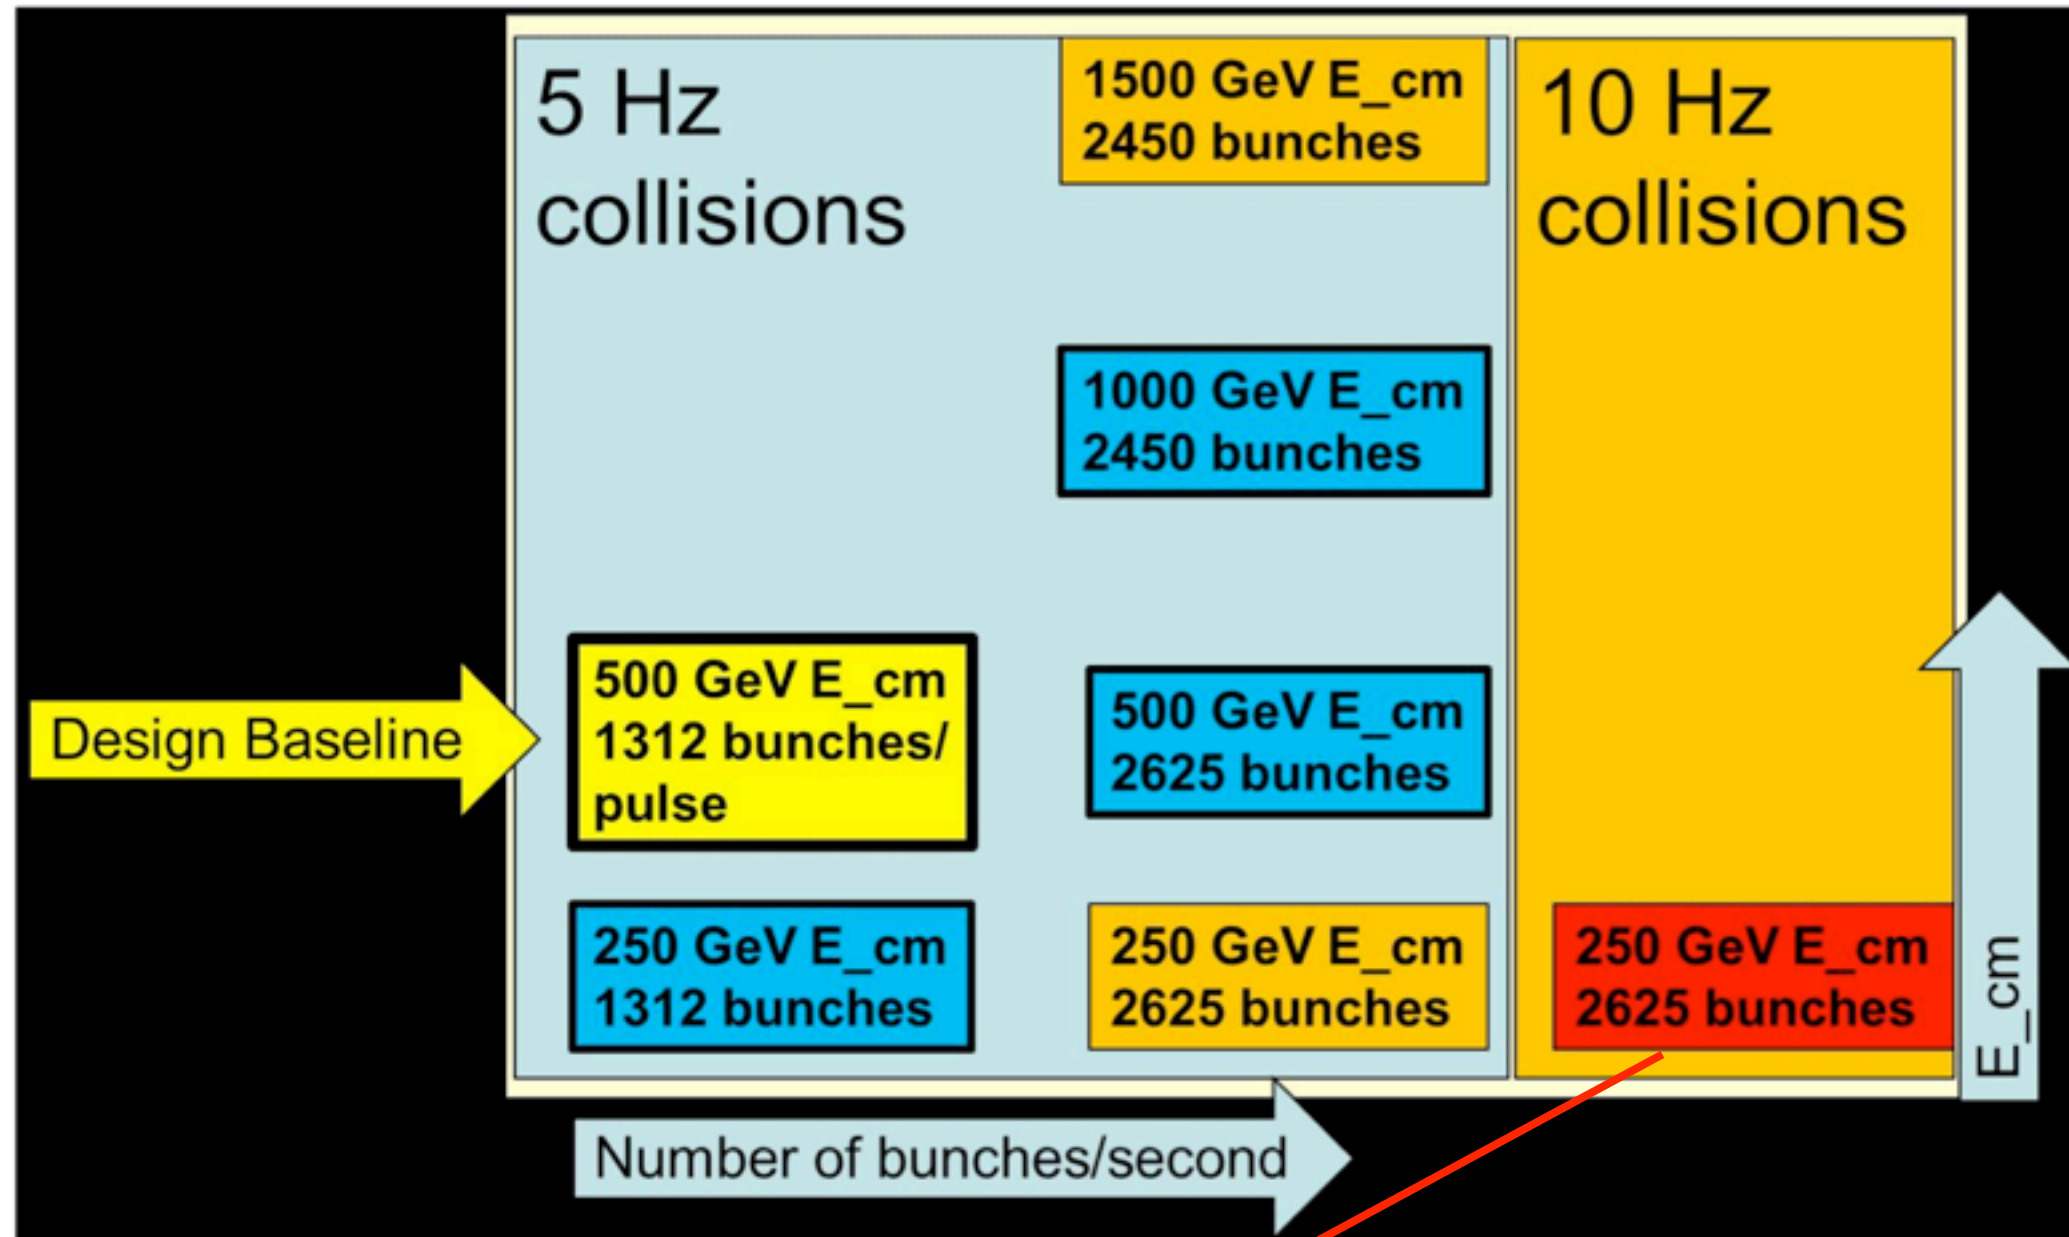 5 Hz
collisions
1500 GeV E_cm
2450 bunches
10 Hz
collisions
1000 GeV E_cm
2450 bunches
Design Baseline
500 GeV E_cm
1312 bunches/
pulse
500 GeV E_cm
2625 bunches
250 GeV E_cm
1312 bunches
250 GeV E_cm
2625 bunches
250 GeV E_cm
2625 bunches
E_cm
Number of bunches/second